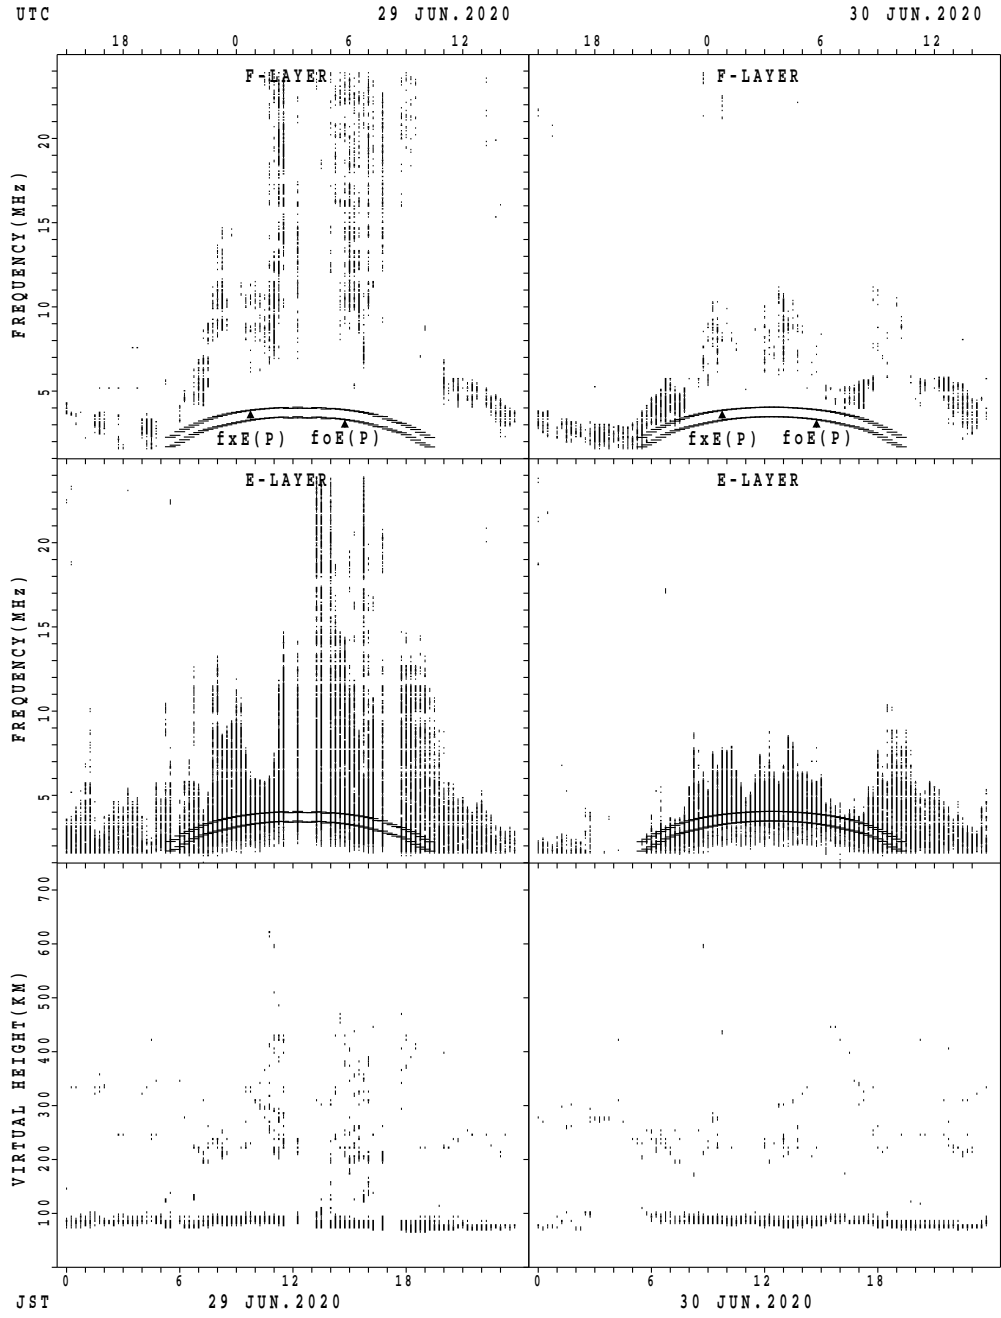 UTC 29 JUN.2020 30 JUN.2020
18 0 6 12 18 0 6 12
F-LAYER F-LAYER
FREQUENCY(MHz)
20
15
10
5
fxE(P) foE(P) fxE(P) foE(P)
E-LAYER E-LAYER
FREQUENCY(MHz)
20
15
10
5
VIRTUAL HEIGHT(KM)
700
600
500
400
300
200
100
0 6 12 18 0 6 12 18
JST 29 JUN.2020 30 JUN.2020